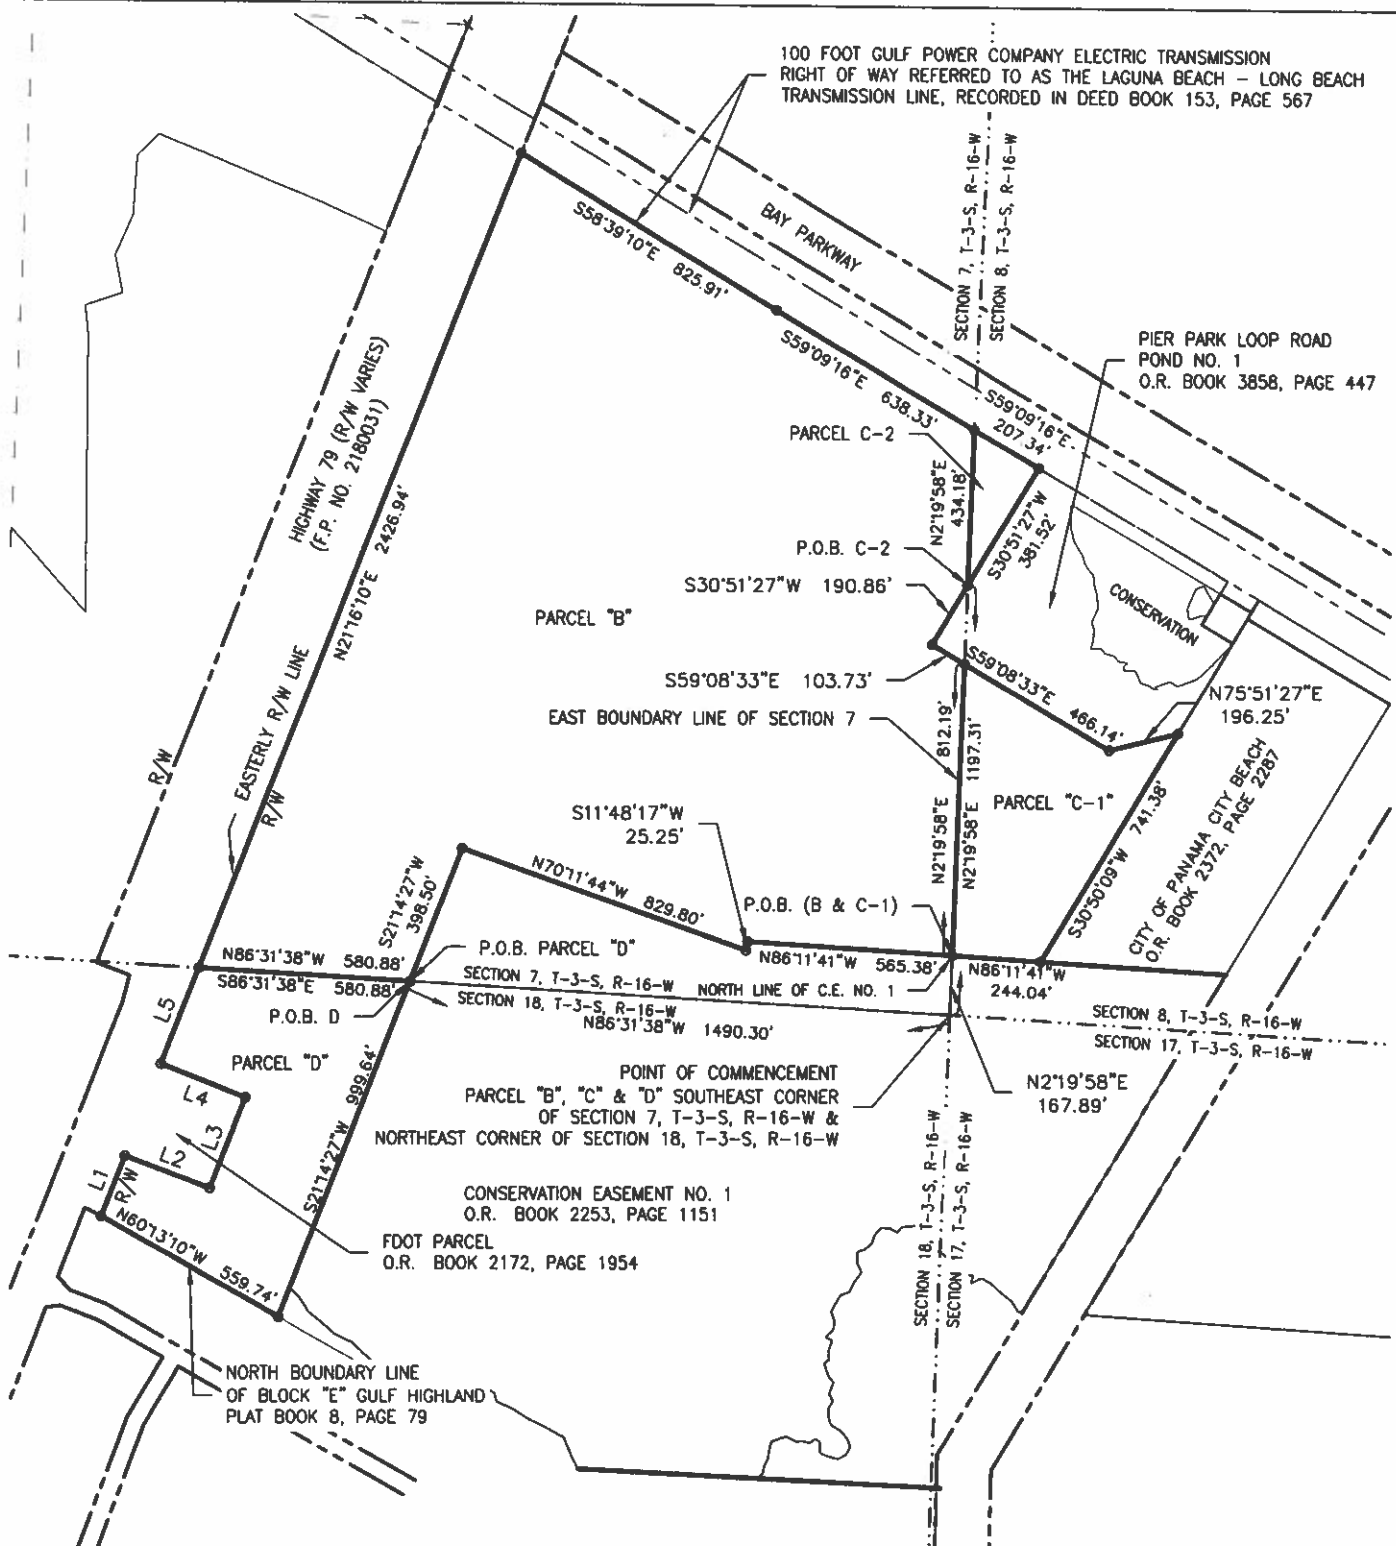 100 FOOT GULF POWER COMPANY ELECTRIC TRANSMISSION
RIGHT OF WAY REFERRED TO AS THE LAGUNA BEACH – LONG BEACH
TRANSMISSION LINE, RECORDED IN DEED BOOK 153, PAGE 567
SECTION 7, T-3-S, R-16-W
SECTION 8, T-3-S, R-16-W
BAY PARKWAY
S58°39'10"E 825.91'
S59°09'16"E 638.33'
S59°09'16"E
207.34'
PIER PARK LOOP ROAD
POND NO. 1
O.R. BOOK 3858, PAGE 447
HIGHWAY 79 (R/W VARIES)
(F.P. NO. 2180031)
N21°16'10"E 2426.94'
EASTERLY R/W LINE
R/W
R/W
PARCEL C-2
N2°19'58"E
434.18'
P.O.B. C-2
S30°51'27"W
381.52'
S30°51'27"W 190.86'
CONSERVATION
PARCEL "B"
S59°08'33"E 103.73'
S59°08'33"E 466.14'
N75°51'27"E
196.25'
EAST BOUNDARY LINE OF SECTION 7
N2°19'58"E 812.19'
N2°19'58"E 1197.31'
PARCEL "C-1"
S30°50'09"W 741.38'
CITY OF PANAMA CITY BEACH
O.R. BOOK 2372, PAGE 2287
S11°48'17"W
25.25'
N70°11'44"W 829.80'
S21°14'27"W
398.50'
P.O.B. (B & C-1)
P.O.B. PARCEL "D"
N86°11'41"W 565.38'
N86°11'41"W
244.04'
N86°31'38"W 580.88'
S86°31'38"E 580.88'
P.O.B. D
SECTION 7, T-3-S, R-16-W
SECTION 18, T-3-S, R-16-W
NORTH LINE OF C.E. NO. 1
N86°31'38"W 1490.30'
SECTION 8, T-3-S, R-16-W
SECTION 17, T-3-S, R-16-W
L5
PARCEL "D"
L4
L3
L2
L1
R/W
S21°14'27"W 999.64'
POINT OF COMMENCEMENT
PARCEL "B", "C" & "D" SOUTHEAST CORNER
OF SECTION 7, T-3-S, R-16-W &
NORTHEAST CORNER OF SECTION 18, T-3-S, R-16-W
N2°19'58"E
167.89'
SECTION 18, T-3-S, R-16-W
SECTION 17, T-3-S, R-16-W
CONSERVATION EASEMENT NO. 1
O.R. BOOK 2253, PAGE 1151
FDOT PARCEL
O.R. BOOK 2172, PAGE 1954
N60°13'10"W 559.74'
NORTH BOUNDARY LINE
OF BLOCK "E" GULF HIGHLAND
PLAT BOOK 8, PAGE 79
SECTION 18, T-3-S, R-16-W
SECTION 17, T-3-S, R-16-W